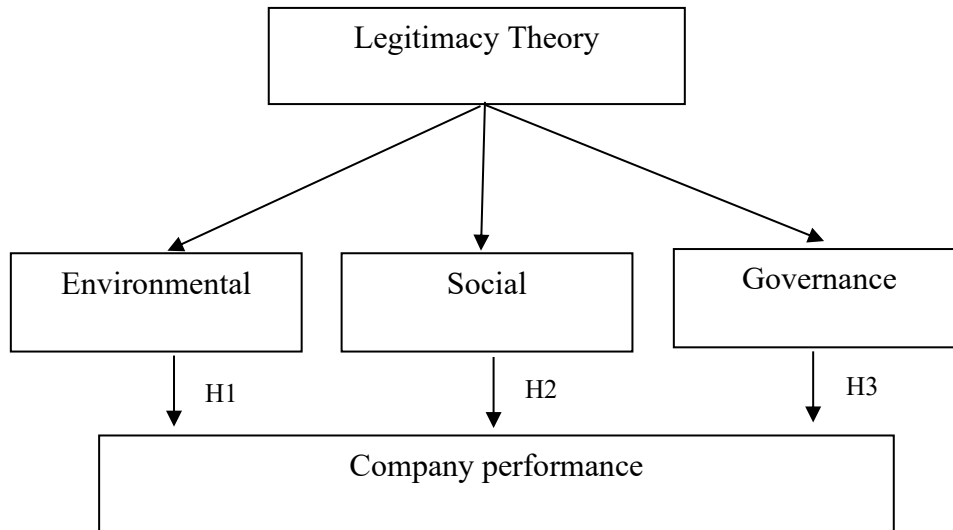 Legitimacy Theory
Environmental
Social
Governance
H1
H2
H3
Company performance